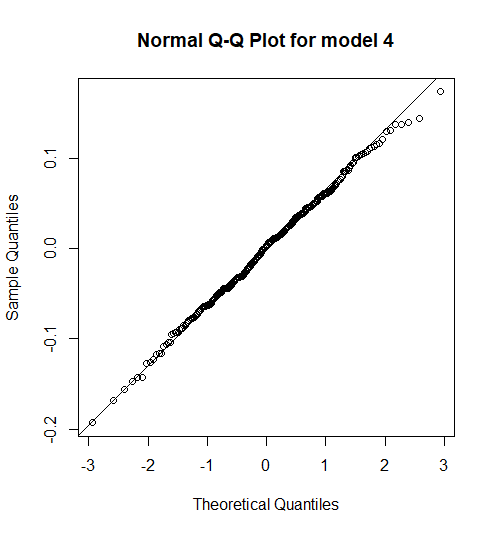 Normal Q-Q Plot for model 4
Sample Quantiles
0.1
0.0
-0.1
-0.2
-3 -2 -1 0 1 2 3
Theoretical Quantiles